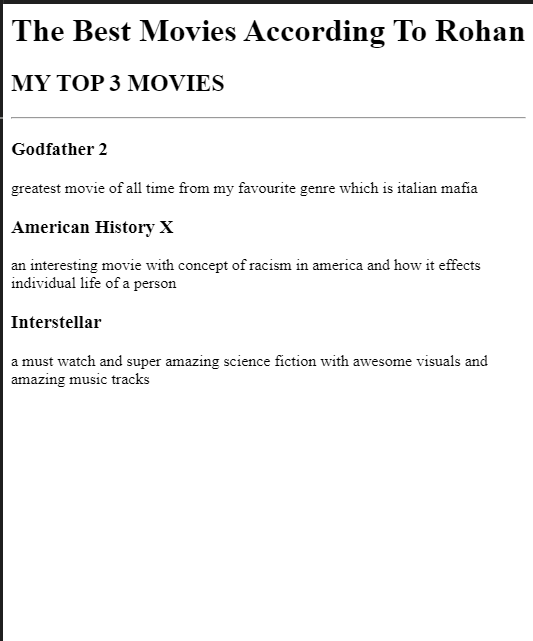 The Best Movies According To Rohan
MY TOP 3 MOVIES
Godfather 2
greatest movie of all time from my favourite genre which is italian mafia
American History X
an interesting movie with concept of racism in america and how it effects
individual life of a person
Interstellar
a must watch and super amazing science fiction with awesome visuals and
amazing music tracks